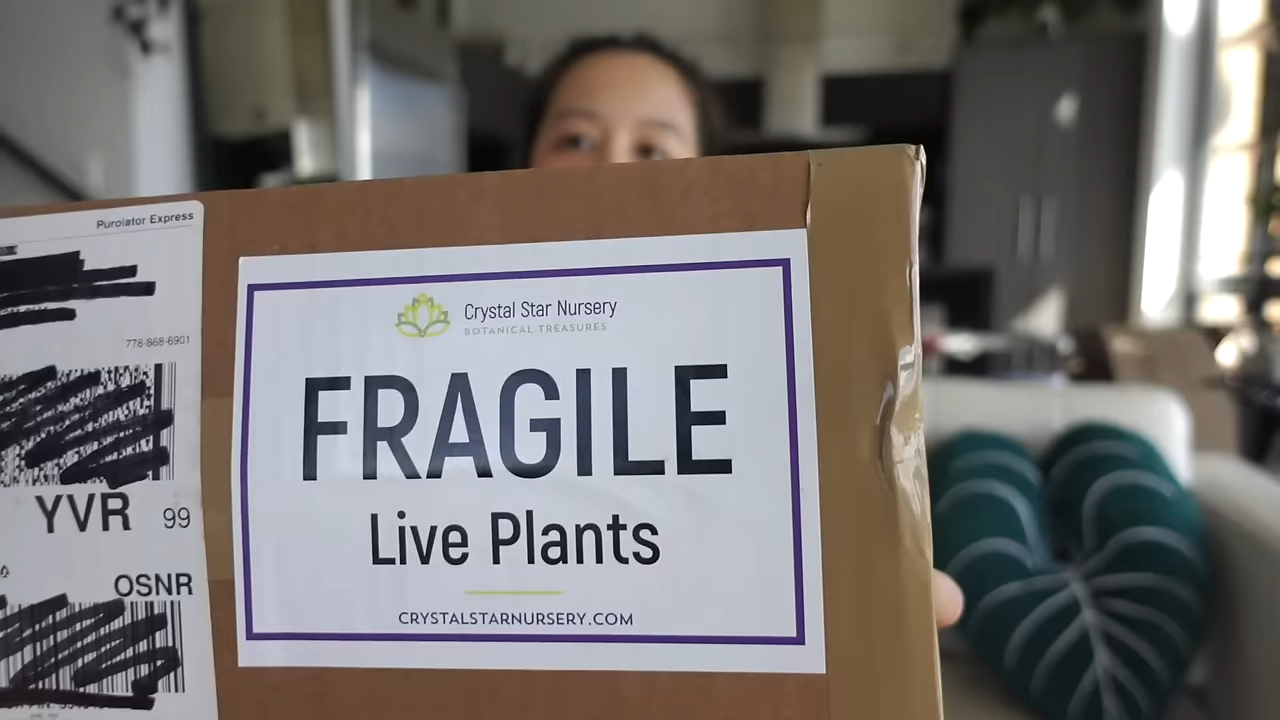 Purolator Express
778-868-6901
YVR 99
OSNR
Crystal Star Nursery
BOTANICAL TREASURES
FRAGILE
Live Plants
CRYSTALSTARNURSERY.COM